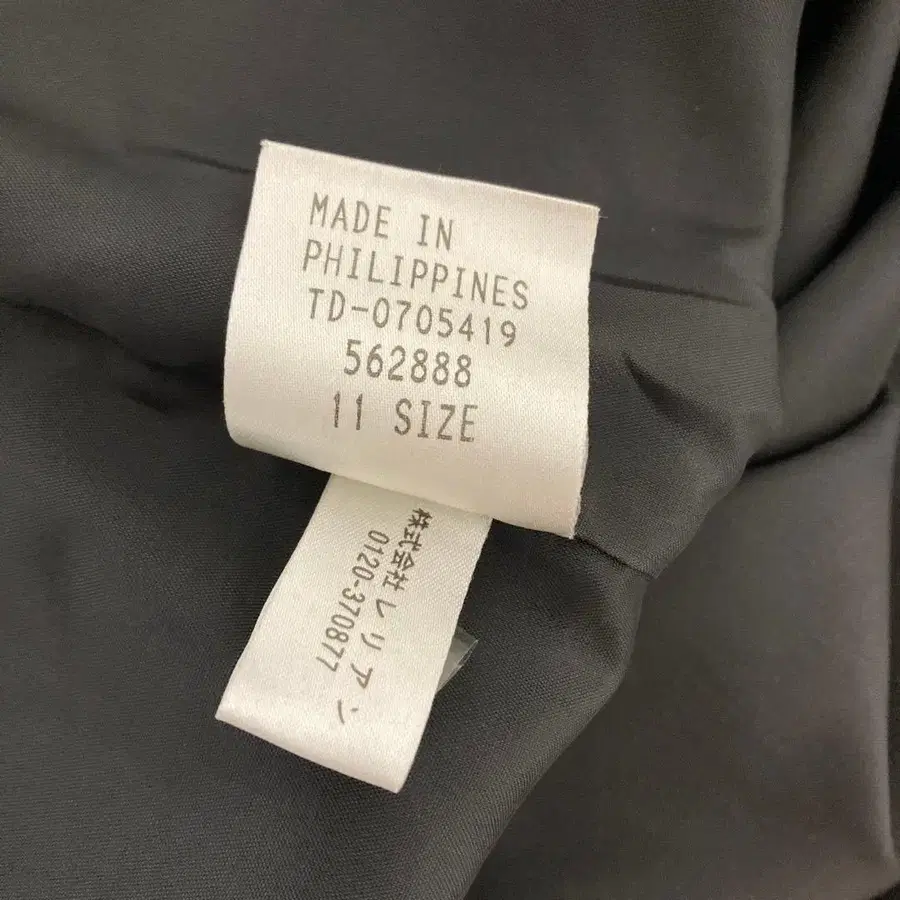 MADE IN
PHILIPPINES
TD-0705419
562888
11 SIZE
株式会社レリアン
0120-370877